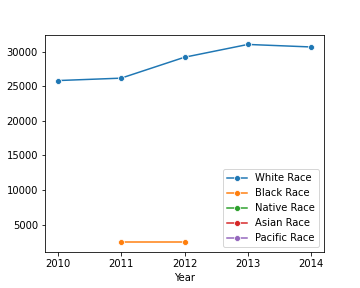 30000
25000
20000
15000
10000
5000
2010 2011 2012 2013 2014
Year
White Race
Black Race
Native Race
Asian Race
Pacific Race